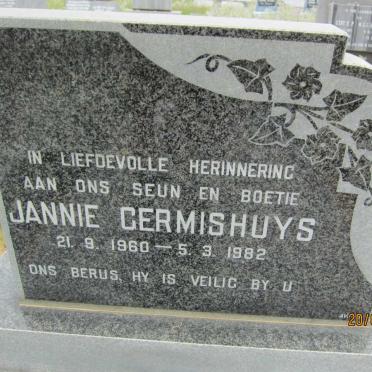 IN LIEFDEVOLLE HERINNERING
AAN ONS SEUN EN BOETIE
JANNIE GERMISHUYS
21. 9. 1960 — 5. 3. 1982
ONS BERUS, HY IS VEILIG BY U